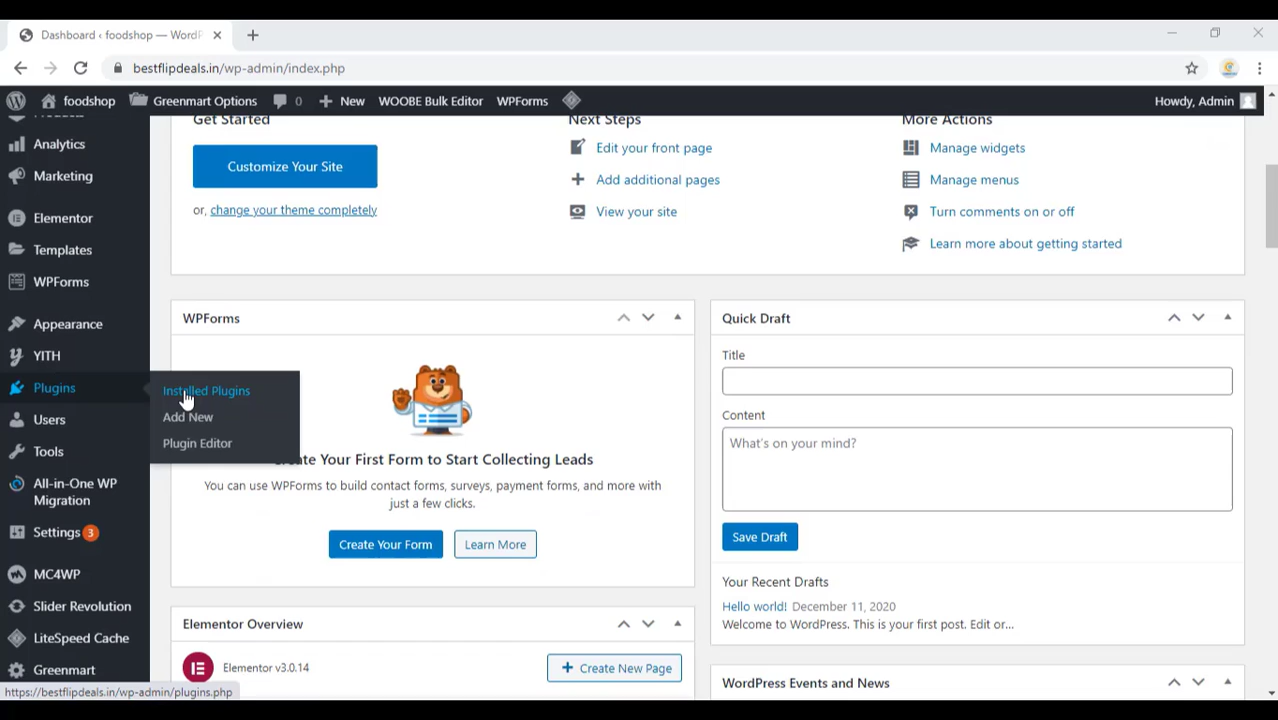 Dashboard ‹ foodshop — WordP
bestflipdeals.in/wp-admin/index.php
foodshop Greenmart Options 0 New WOOBE Bulk Editor WPForms Howdy, Admin
Products
Analytics
Marketing
Elementor
Templates
WPForms
Appearance
YITH
Plugins
Users
Tools
All-in-One WP
Migration
Settings 3
MC4WP
Slider Revolution
LiteSpeed Cache
Greenmart
Installed Plugins
Add New
Plugin Editor
Get Started
Customize Your Site
or, change your theme completely
Next Steps
Edit your front page
Add additional pages
View your site
More Actions
Manage widgets
Manage menus
Turn comments on or off
Learn more about getting started
WPForms
Create Your First Form to Start Collecting Leads
You can use WPForms to build contact forms, surveys, payment forms, and more with
just a few clicks.
Create Your Form Learn More
Elementor Overview
Elementor v3.0.14
+ Create New Page
Quick Draft
Title
Content
What's on your mind?
Save Draft
Your Recent Drafts
Hello world! December 11, 2020
Welcome to WordPress. This is your first post. Edit or…
WordPress Events and News
https://bestflipdeals.in/wp-admin/plugins.php